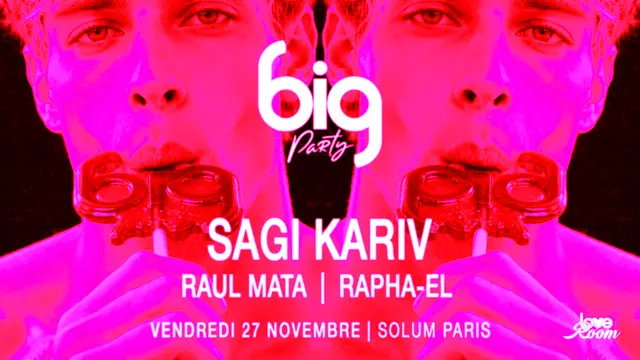 big
Party
SAGI KARIV
RAUL MATA | RAPHA-EL
VENDREDI 27 NOVEMBRE | SOLUM PARIS
love
Room